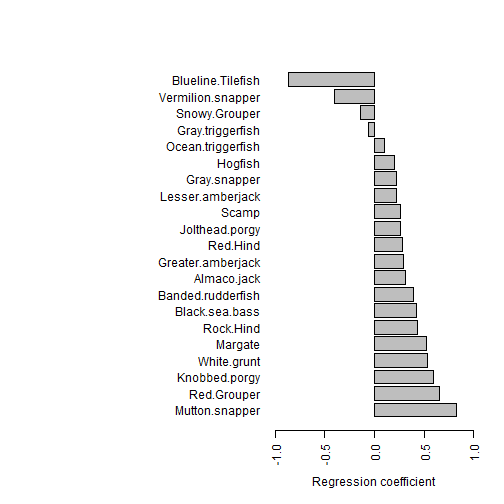 Blueline.Tilefish
Vermilion.snapper
Snowy.Grouper
Gray.triggerfish
Ocean.triggerfish
Hogfish
Gray.snapper
Lesser.amberjack
Scamp
Jolthead.porgy
Red.Hind
Greater.amberjack
Almaco.jack
Banded.rudderfish
Black.sea.bass
Rock.Hind
Margate
White.grunt
Knobbed.porgy
Red.Grouper
Mutton.snapper
-1.0 -0.5 0.0 0.5 1.0
Regression coefficient